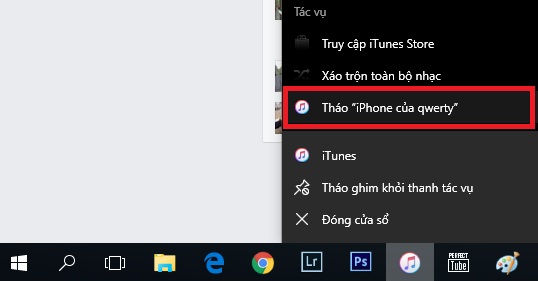 Tác vụ
Truy cập iTunes Store
Xáo trộn toàn bộ nhạc
Tháo “iPhone của qwerty”
iTunes
Tháo ghim khỏi thanh tác vụ
Đóng cửa sổ
Lr
Ps
PERFECT
Tube